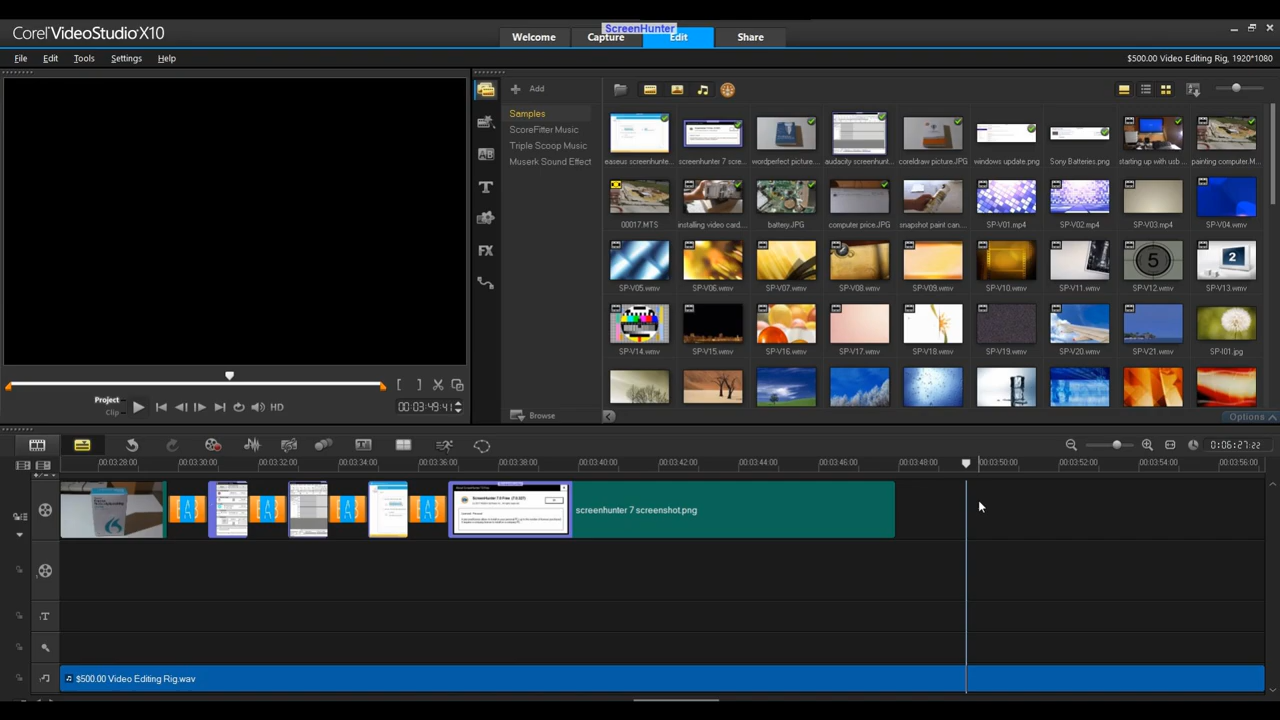 ScreenHunter
Corel VideoStudio X10
Welcome Capture Edit Share
File Edit Tools Settings Help
$500.00 Video Editing Rig, 1920*1080
Add
Samples
ScoreFitter Music
Triple Scoop Music
Muserk Sound Effect
Browse
easeus screenhunte...
screenhunter 7 scre...
wordperfect picture....
audacity screenhunt...
coreldraw picture.JPG
windows update.png
Sony Batteries.png
starting up with usb ...
painting computer.M...
00017.MTS
installing video card...
battery.JPG
computer price.JPG
snapshot paint can...
SP-V01.mp4
SP-V02.mp4
SP-V03.mp4
SP-V04.wmv
SP-V05.wmv
SP-V06.wmv
SP-V07.wmv
SP-V08.wmv
SP-V09.wmv
SP-V10.wmv
SP-V11.wmv
5
SP-V12.wmv
2
SP-V13.wmv
SP-V14.wmv
SP-V15.wmv
SP-V16.wmv
SP-V17.wmv
SP-V18.wmv
SP-V19.wmv
SP-V20.wmv
SP-V21.wmv
SP-I01.jpg
Options
AB
T
FX
Project
Clip
HD
00:03:49:41
0:06:27:22
00:03:28:00 00:03:30:00 00:03:32:00 00:03:34:00 00:03:36:00 00:03:38:00 00:03:40:00 00:03:42:00 00:03:44:00 00:03:46:00 00:03:48:00 00:03:50:00 00:03:52:00 00:03:54:00 00:03:56:00
A A A A
screenhunter 7 screenshot.png
T
$500.00 Video Editing Rig.wav